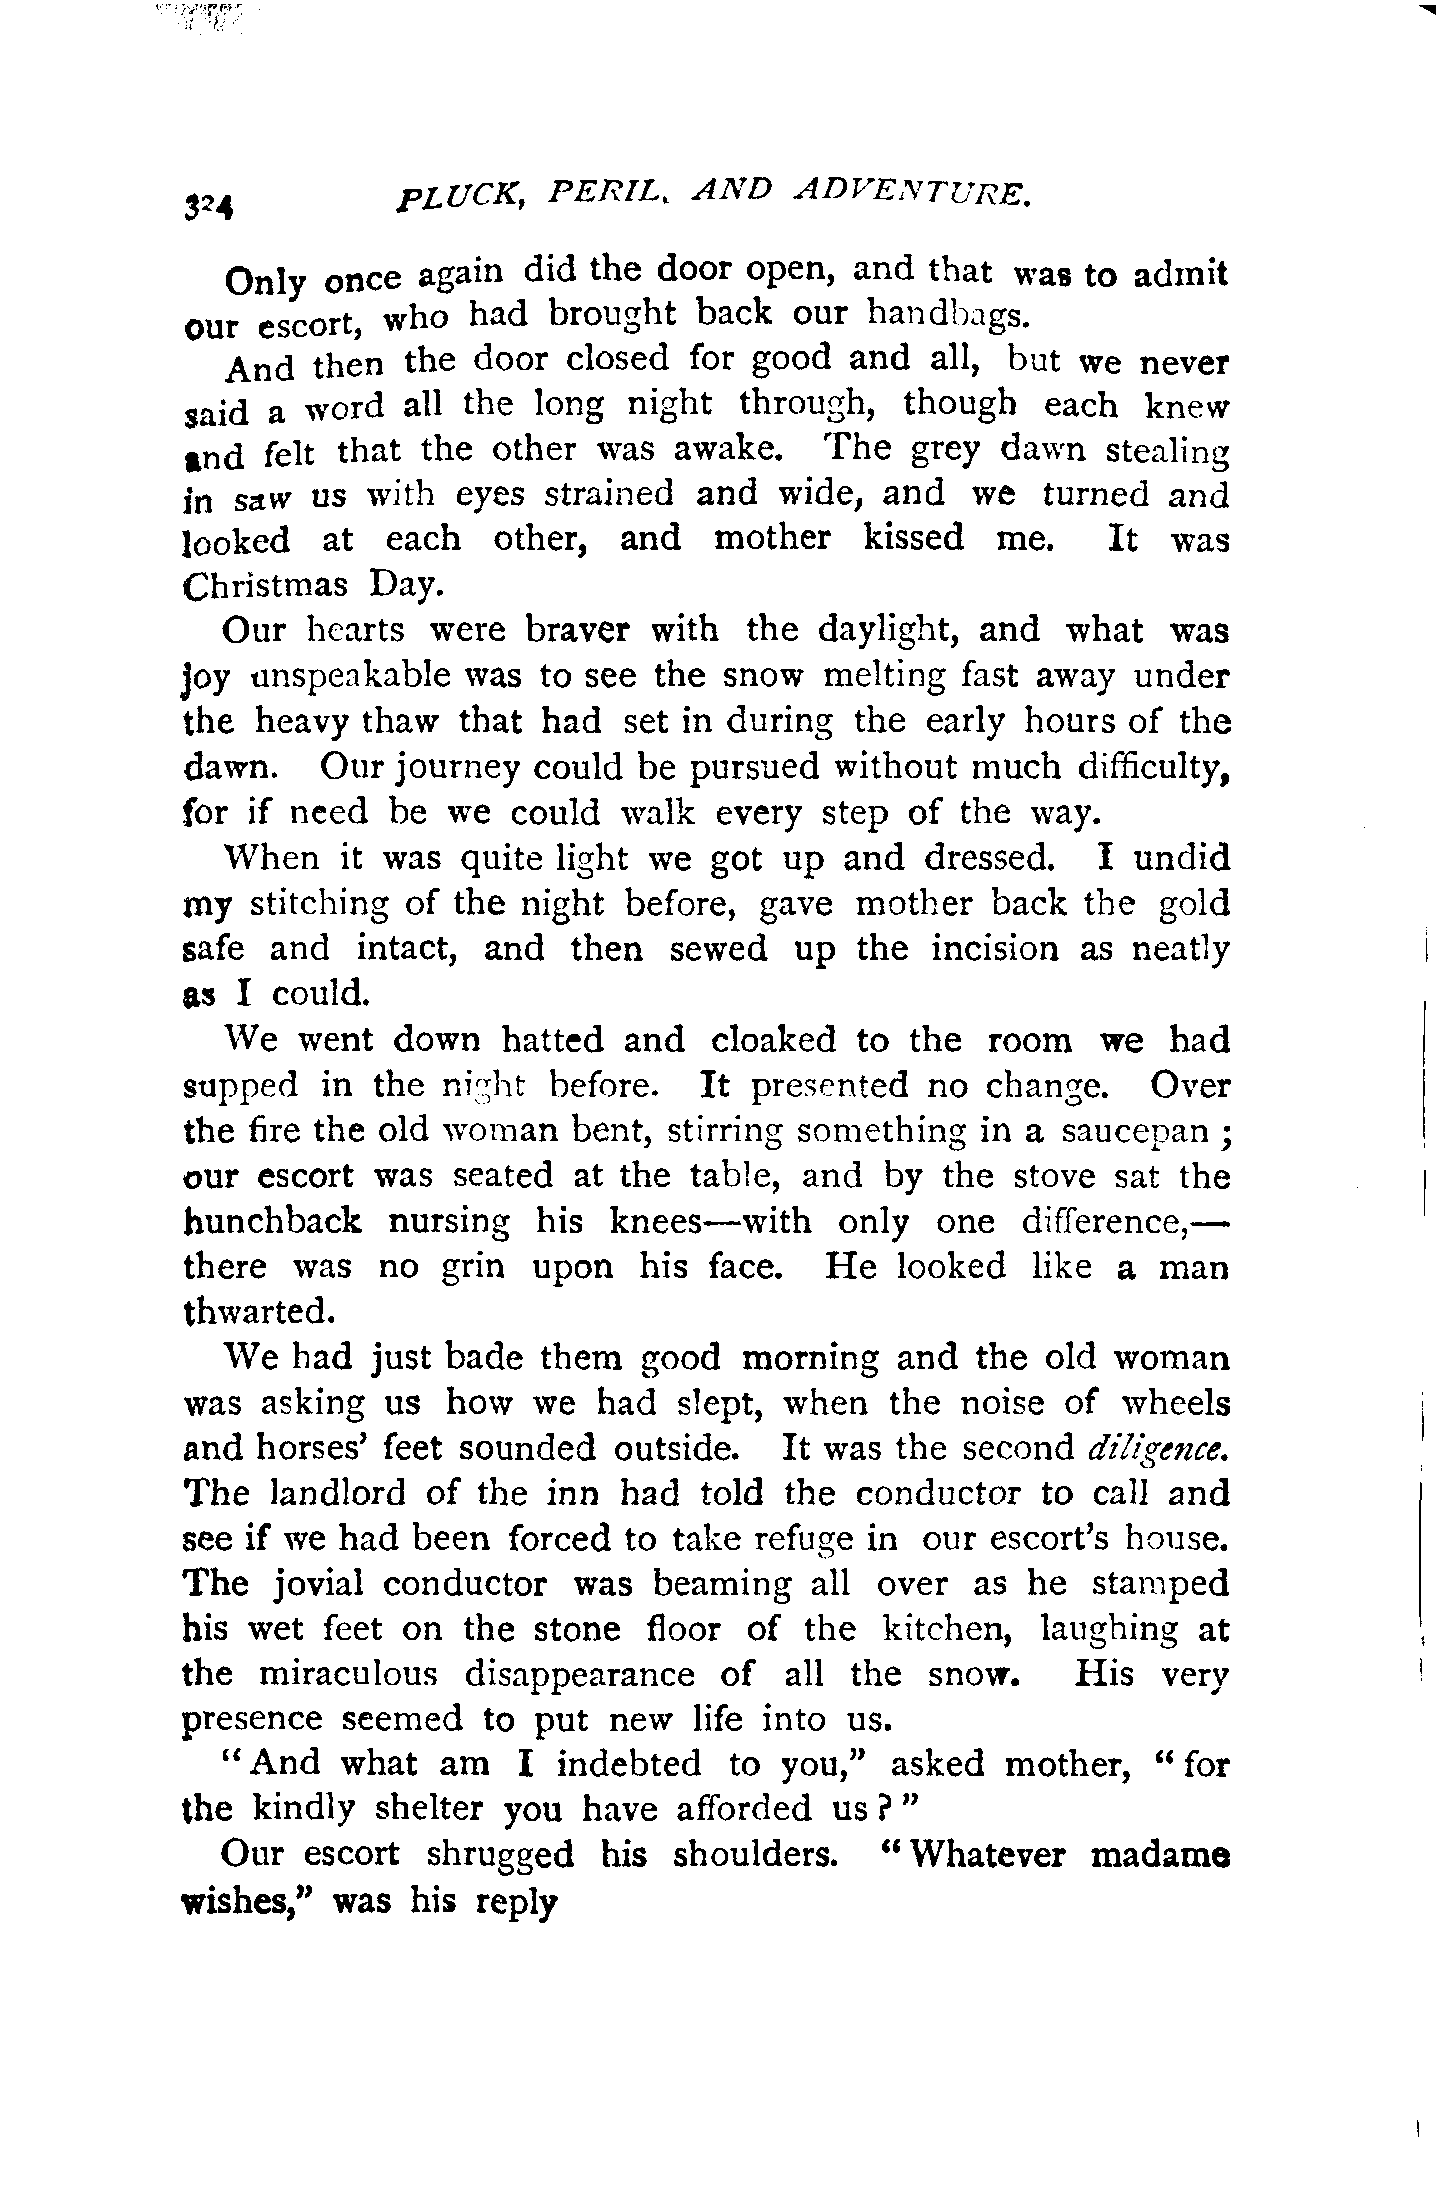 324 PLUCK, PERIL, AND ADVENTURE.
Only once again did the door open, and that was to admit
our escort, who had brought back our handbags.
And then the door closed for good and all, but we never
said a word all the long night through, though each knew
and felt that the other was awake. The grey dawn stealing
in saw us with eyes strained and wide, and we turned and
looked at each other, and mother kissed me. It was
Christmas Day.
Our hearts were braver with the daylight, and what was
joy unspeakable was to see the snow melting fast away under
the heavy thaw that had set in during the early hours of the
dawn. Our journey could be pursued without much difficulty,
for if need be we could walk every step of the way.
When it was quite light we got up and dressed. I undid
my stitching of the night before, gave mother back the gold
safe and intact, and then sewed up the incision as neatly
as I could.
We went down hatted and cloaked to the room we had
supped in the night before. It presented no change. Over
the fire the old woman bent, stirring something in a saucepan ;
our escort was seated at the table, and by the stove sat the
hunchback nursing his knees—with only one difference,—
there was no grin upon his face. He looked like a man
thwarted.
We had just bade them good morning and the old woman
was asking us how we had slept, when the noise of wheels
and horses' feet sounded outside. It was the second diligence.
The landlord of the inn had told the conductor to call and
see if we had been forced to take refuge in our escort's house.
The jovial conductor was beaming all over as he stamped
his wet feet on the stone floor of the kitchen, laughing at
the miraculous disappearance of all the snow. His very
presence seemed to put new life into us.
"And what am I indebted to you," asked mother, "for
the kindly shelter you have afforded us?"
Our escort shrugged his shoulders. "Whatever madame
wishes," was his reply